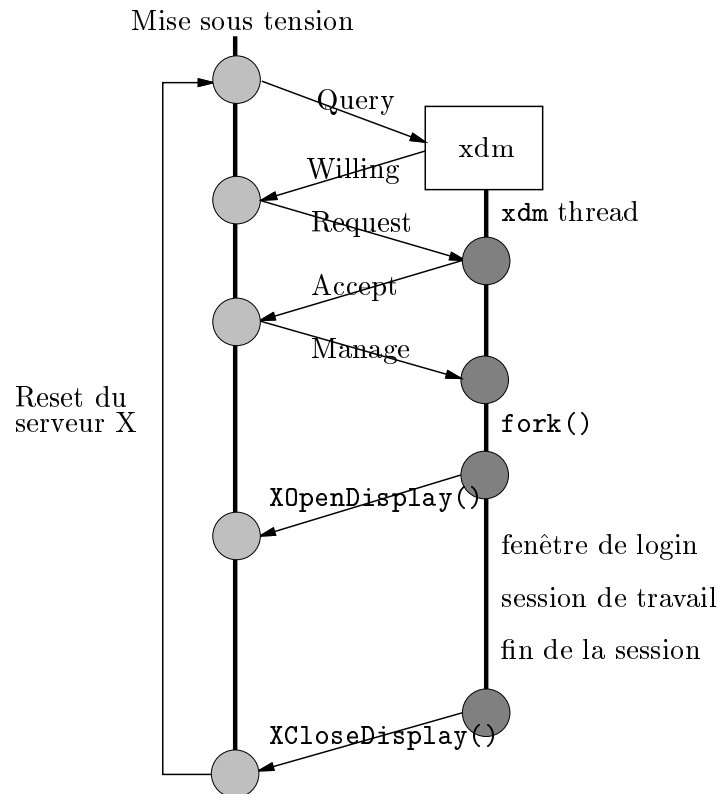 Mise sous tension
Query
xdm
Willing
xdm thread
Request
Accept
Manage
Reset du
serveur X
fork()
XOpenDisplay()
fenêtre de login
session de travail
fin de la session
XCloseDisplay()